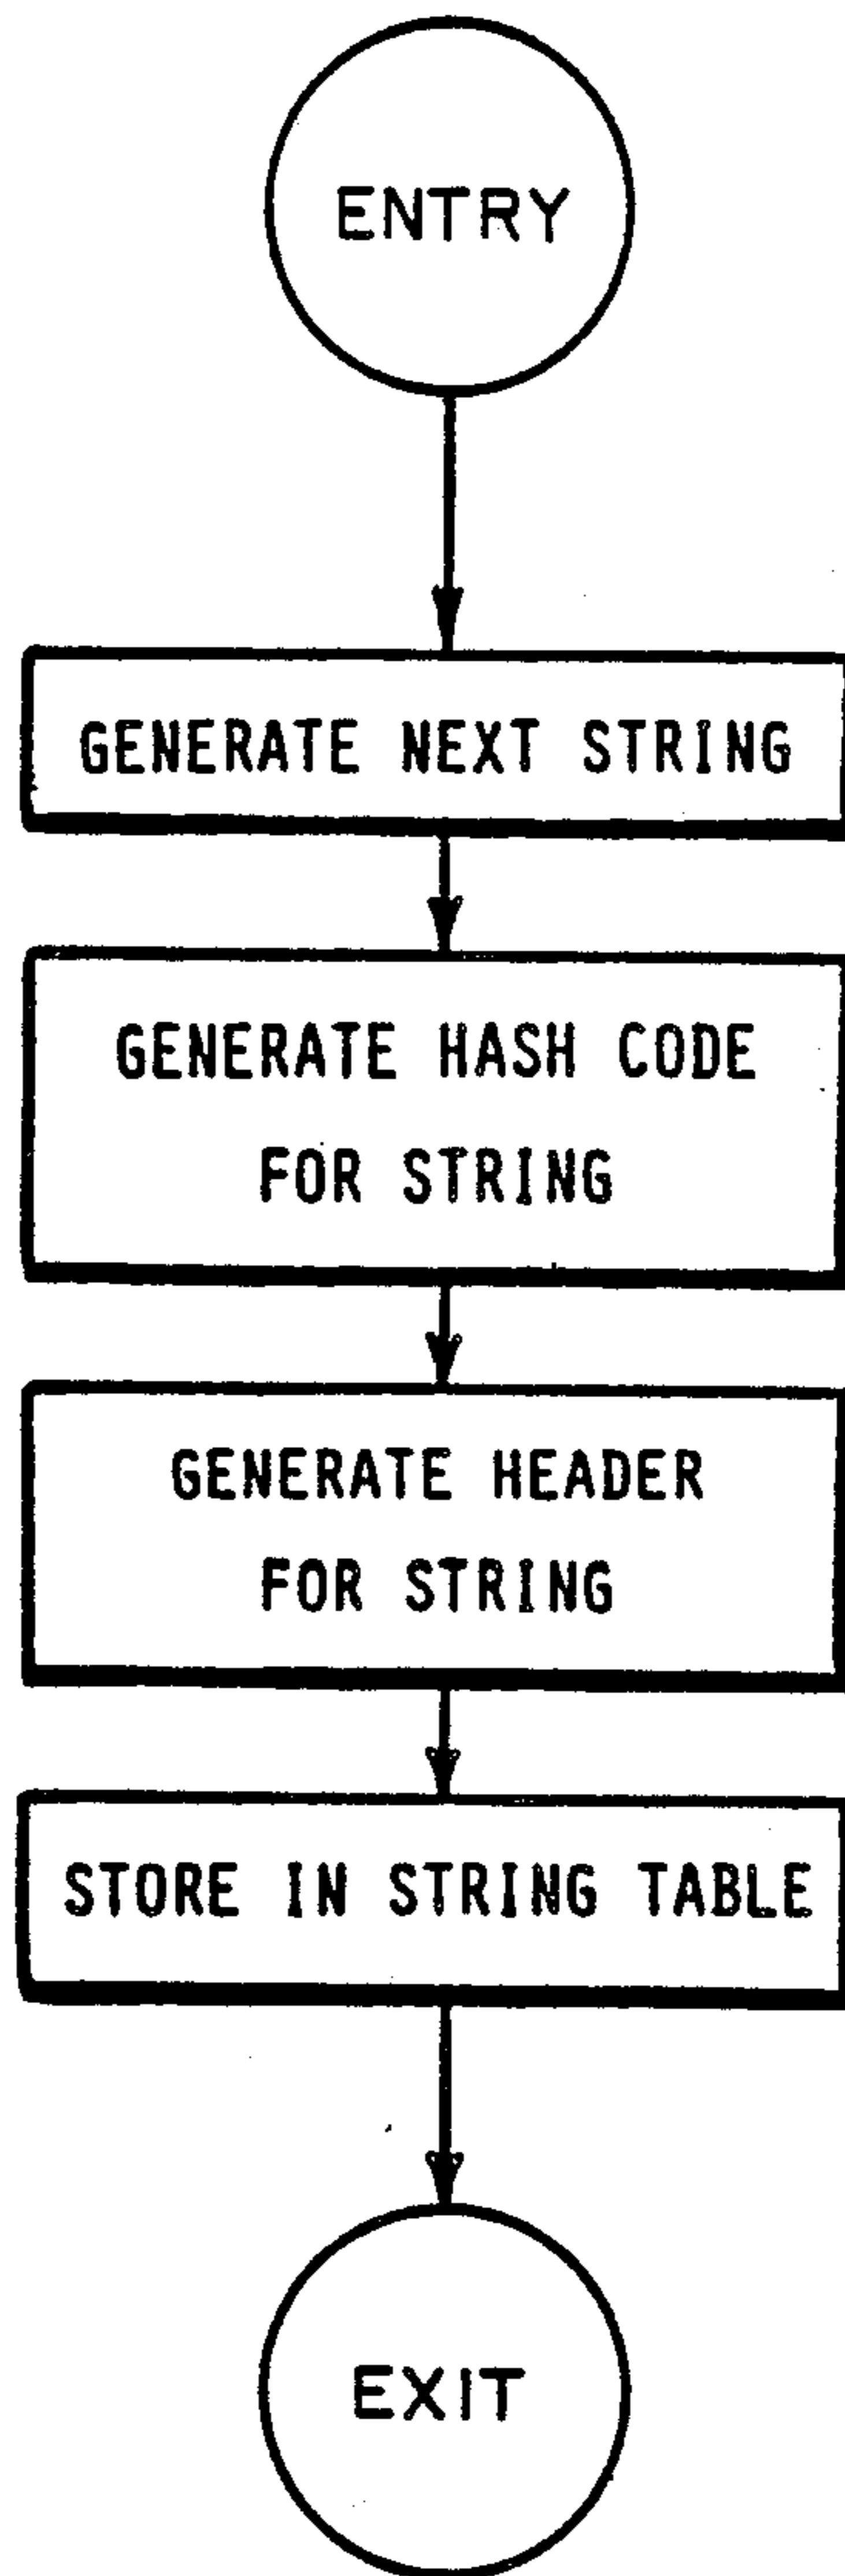 ENTRY
GENERATE NEXT STRING
GENERATE HASH CODE
FOR STRING
GENERATE HEADER
FOR STRING
STORE IN STRING TABLE
EXIT